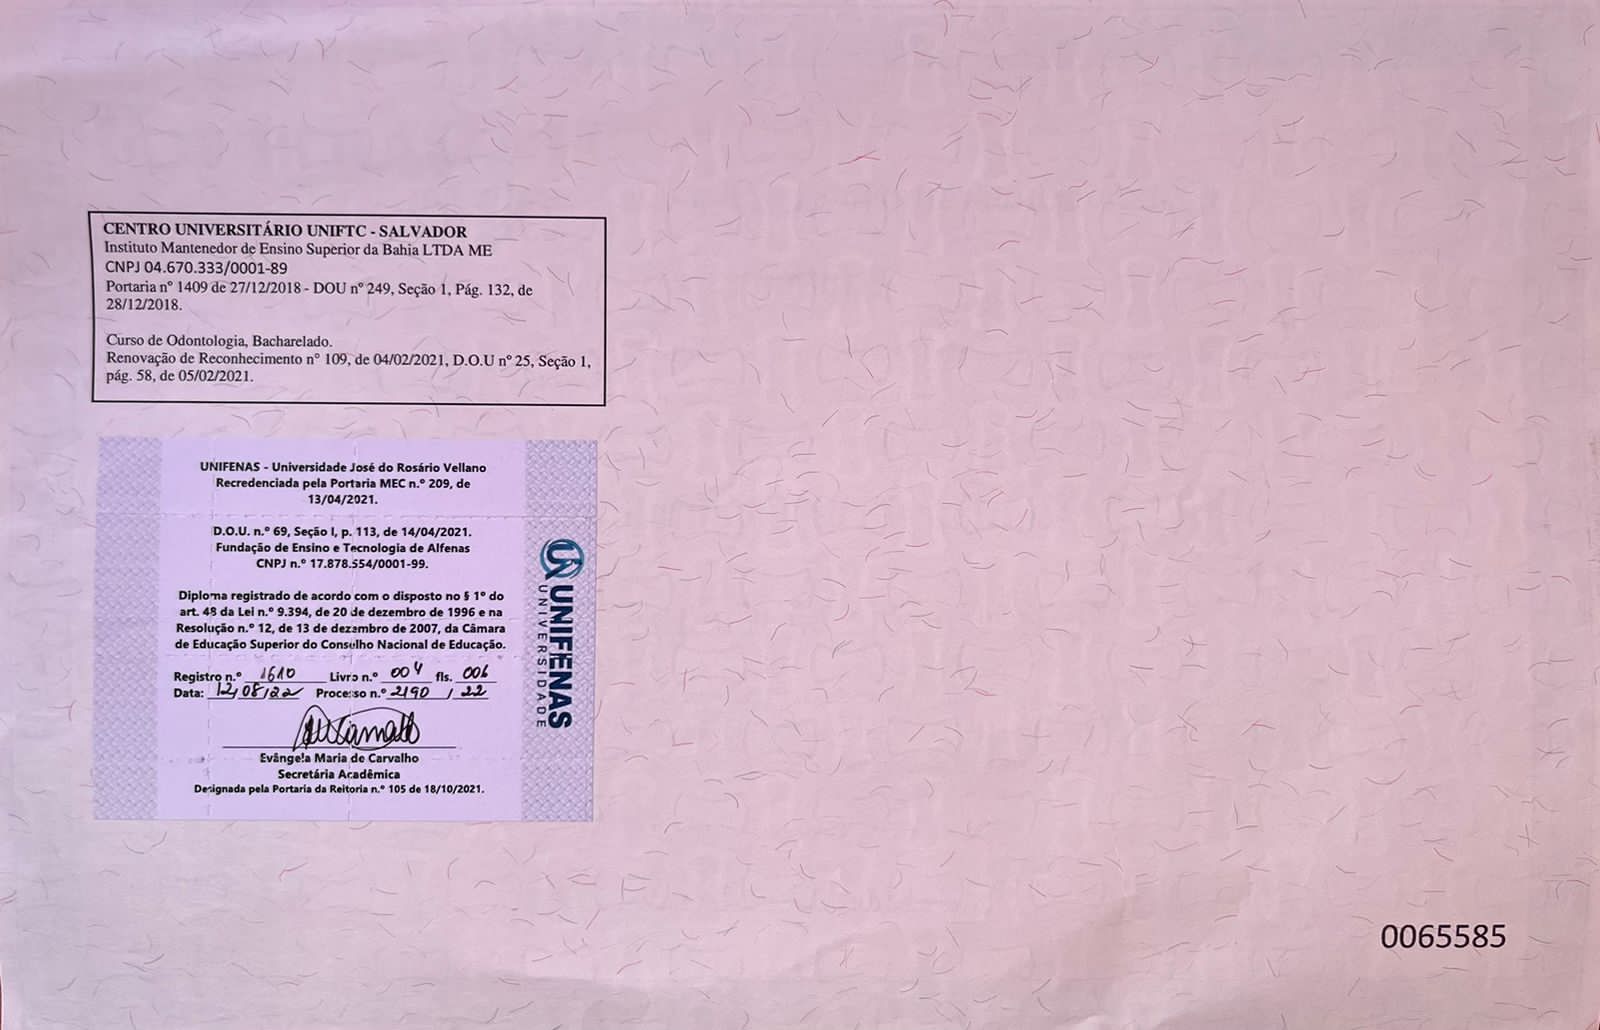 CENTRO UNIVERSITÁRIO UNIFTC - SALVADOR
Instituto Mantenedor de Ensino Superior da Bahia LTDA ME
CNPJ 04.670.333/0001-89
Portaria nº 1409 de 27/12/2018 - DOU nº 249, Seção 1, Pág. 132, de
28/12/2018.
Curso de Odontologia, Bacharelado.
Renovação de Reconhecimento n° 109, de 04/02/2021, D.O.U nº 25, Seção 1,
pág. 58, de 05/02/2021.
UNIFENAS - Universidade José do Rosário Vellano
Recredenciada pela Portaria MEC n.º 209, de
13/04/2021.
D.O.U. n.º 69, Seção I, p. 113, de 14/04/2021.
Fundação de Ensino e Tecnologia de Alfenas
CNPJ n.º 17.878.554/0001-99.
Diploma registrado de acordo com o disposto no § 1º do
art. 48 da Lei n.º 9.394, de 20 de dezembro de 1996 e na
Resolução n.º 12, de 13 de dezembro de 2007, da Câmara
de Educação Superior do Conselho Nacional de Educação.
Registro n.º 1610 Livro n.º 004 fls. 006
Data: 12/08/22 Processo n.º 2190 / 22
Evângela Maria de Carvalho
Secretária Acadêmica
Designada pela Portaria da Reitoria n.º 105 de 18/10/2021.
UNIFENAS
UNIVERSIDADE
0065585